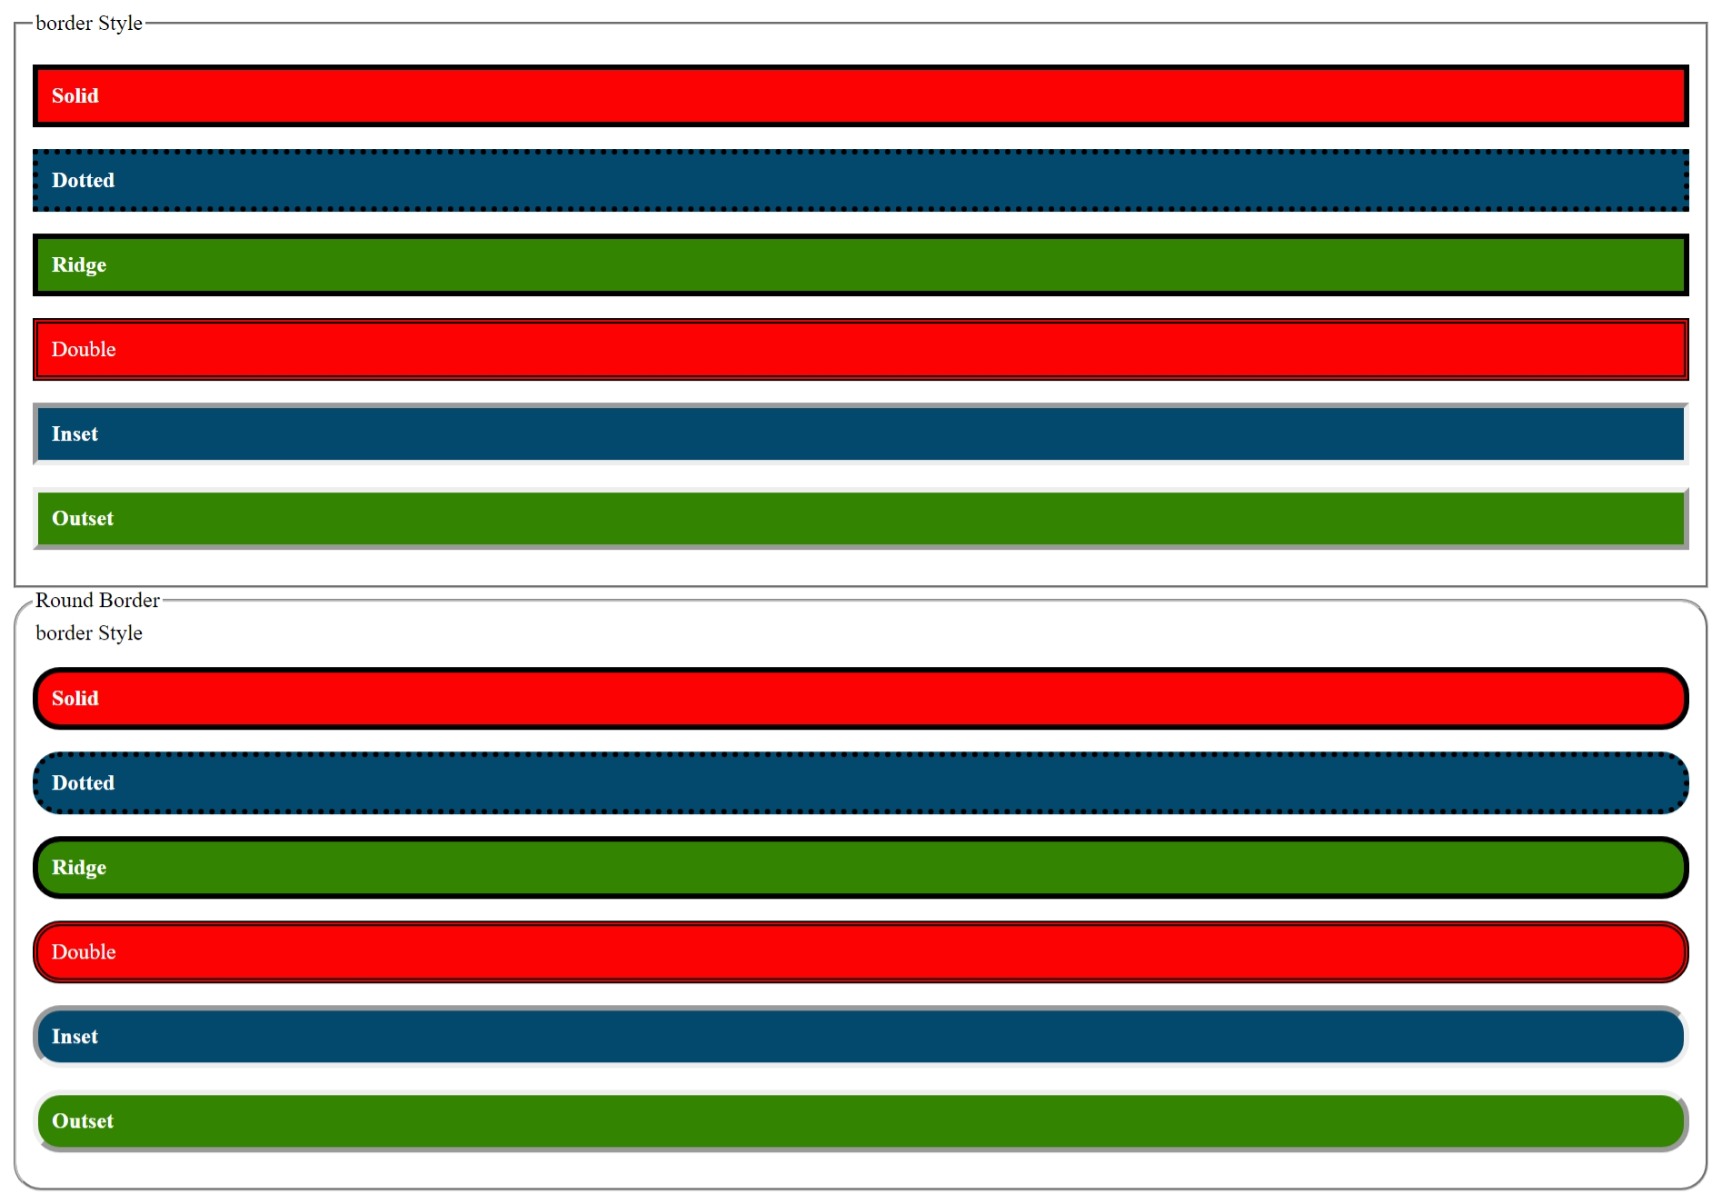 border Style
Solid
Dotted
Ridge
Double
Inset
Outset
Round Border
border Style
Solid
Dotted
Ridge
Double
Inset
Outset